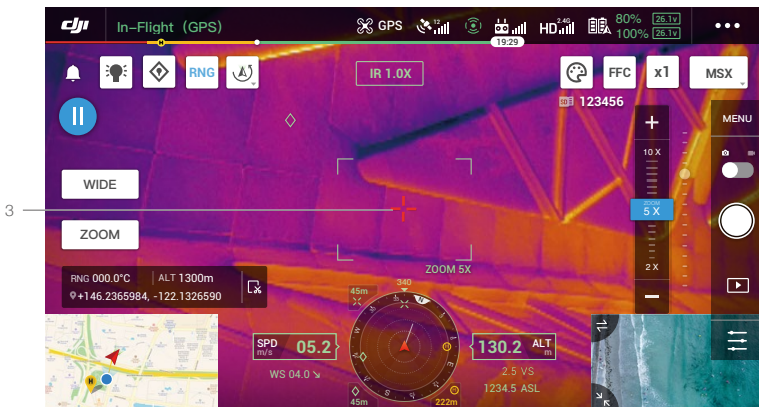 dji In-Flight (GPS) GPS 12 HD 2.4G A 80% 26.1v
100% 26.1v
H 19:29
RNG IR 1.0X FFC x1 MSX
SD 123456
MENU
10 X
WIDE
3
ZOOM
5 X
ZOOM
ZOOM 5X
2 X
RNG 000.0°C ALT 1300m
+146.2365984, -122.1326590
45m 340
N
W
E
S
SPD
m/s 05.2 130.2 ALT
m
WS 04.0 ↘ 2.5 VS
1234.5 ASL
H
45m 222m